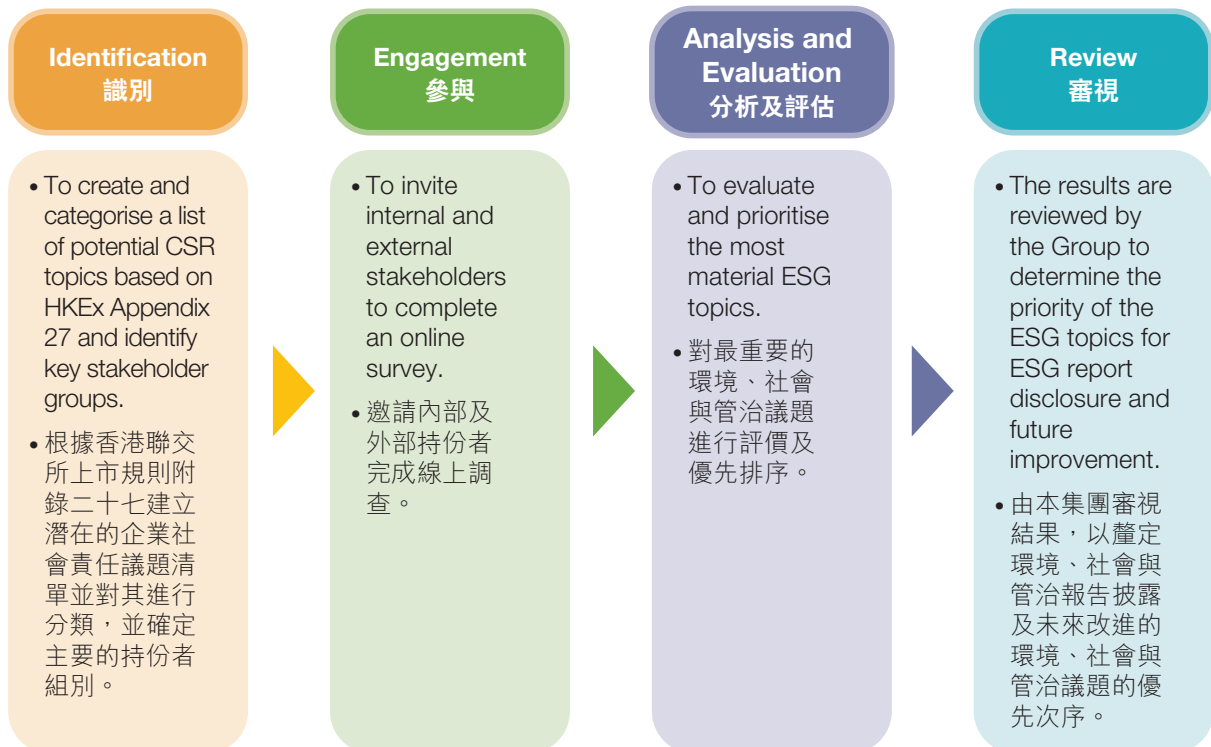 Identification
識別
• To create and
categorise a list
of potential CSR
topics based on
HKEx Appendix
27 and identify
key stakeholder
groups.
• 根據香港聯交
所上市規則附
錄二十七建立
潛在的企業社
會責任議題清
單並對其進行
分類，並確定
主要的持份者
組別。
Engagement
參與
• To invite
internal and
external
stakeholders
to complete
an online
survey.
• 邀請內部及
外部持份者
完成線上調
查。
Analysis and
Evaluation
分析及評估
• To evaluate
and prioritise
the most
material ESG
topics.
• 對最重要的
環境、社會
與管治議題
進行評價及
優先排序。
Review
審視
• The results are
reviewed by
the Group to
determine the
priority of the
ESG topics for
ESG report
disclosure and
future
improvement.
• 由本集團審視
結果，以釐定
環境、社會與
管治報告披露
及未來改進的
環境、社會與
管治議題的優
先次序。